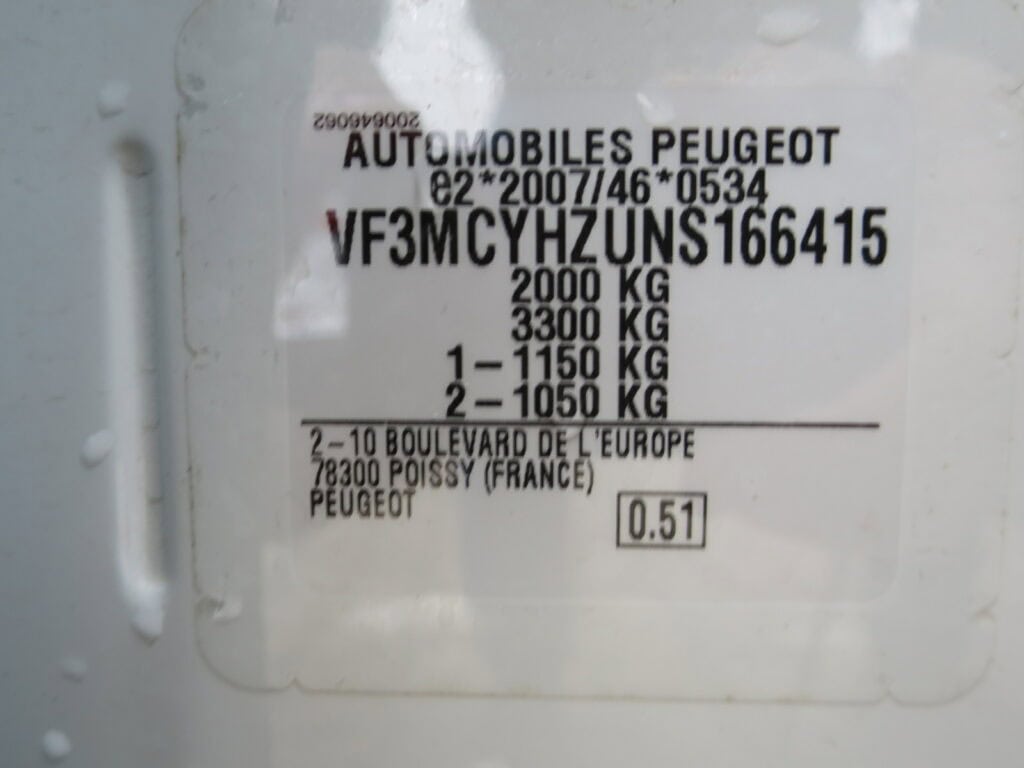 200646062
AUTOMOBILES PEUGEOT
e2*2007/46*0534
VF3MCYHZUNS166415
2000 KG
3300 KG
1-1150 KG
2-1050 KG
2-10 BOULEVARD DE L'EUROPE
78300 POISSY (FRANCE)
PEUGEOT
0.51